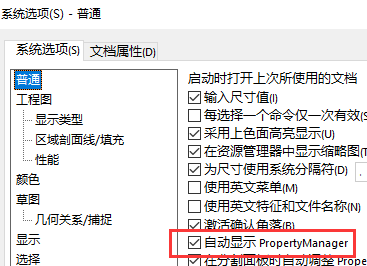 系统选项(S) - 普通
系统选项(S)
文档属性(D)
普通
工程图
显示类型
区域剖面线/填充
性能
颜色
草图
几何关系/捕捉
显示
启动时打开上次所使用的文档
输入尺寸值(I)
每选择一个命令仅一次有效(S
采用上色面高亮显示(U)
在资源管理器中显示缩略图(T
为尺寸使用系统分隔符(D)
使用英文菜单(M)
使用英文特征和文件名称(N)
激活确认角落(B)
自动显示 PropertyManager
在分割面板时自动调整 Prope